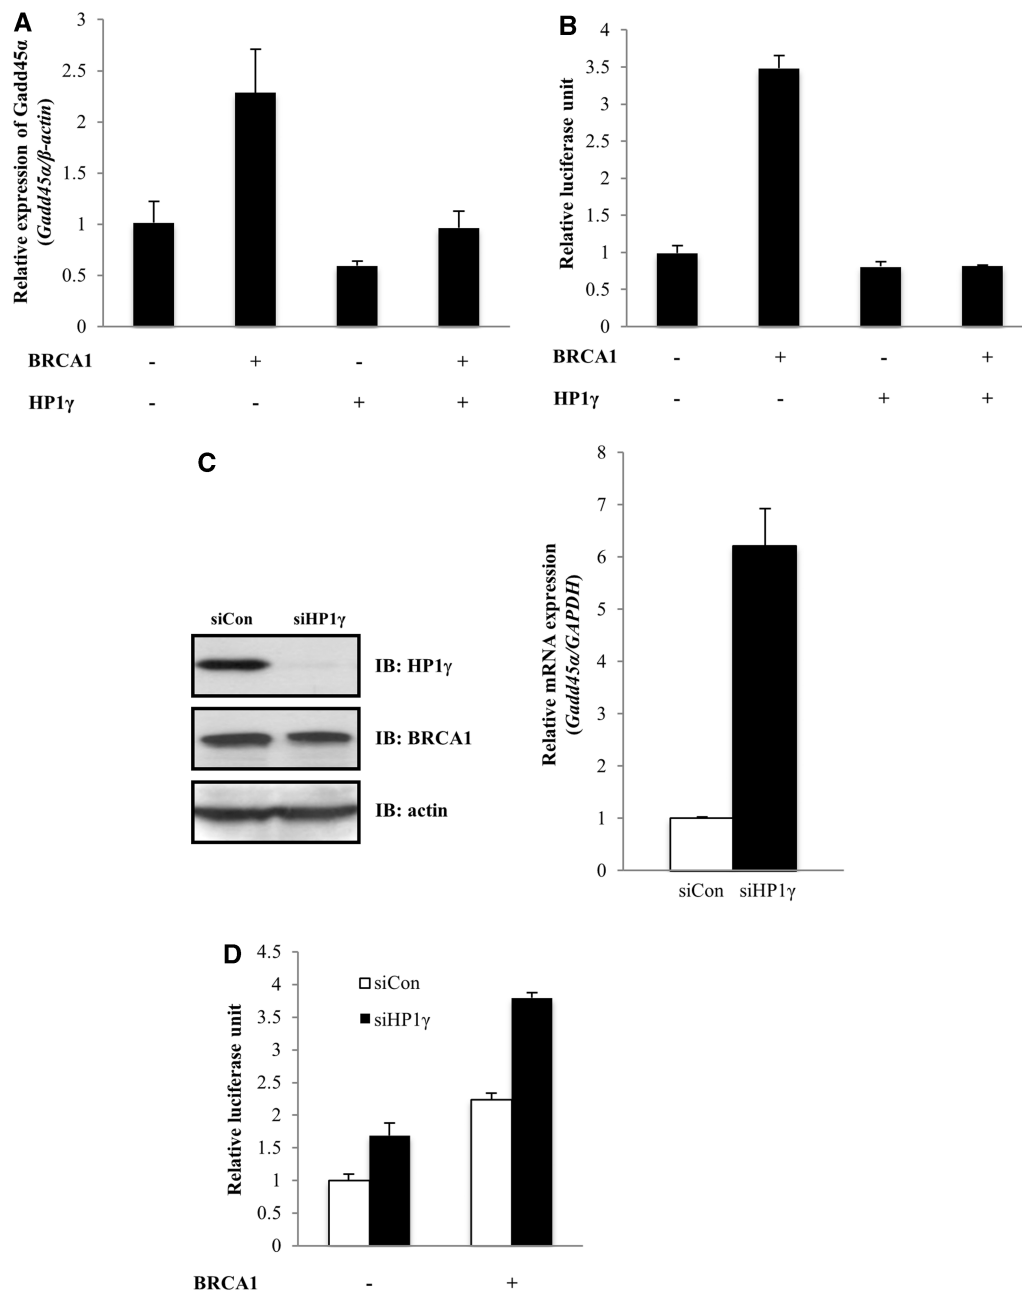 A
Relative expression of Gadd45α
(Gadd45α/β-actin)
3
2.5
2
1.5
1
0.5
0
BRCA1 - + - +
HP1γ - - + +
B
Relative luciferase unit
4
3.5
3
2.5
2
1.5
1
0.5
0
BRCA1 - + - +
HP1γ - - + +
C
siCon siHP1γ
IB: HP1γ
IB: BRCA1
IB: actin
Relative mRNA expression
(Gadd45α/GAPDH)
8
7
6
5
4
3
2
1
0
siCon siHP1γ
D
Relative luciferase unit
4.5
4
3.5
3
2.5
2
1.5
1
0.5
0
siCon
siHP1γ
BRCA1 - +